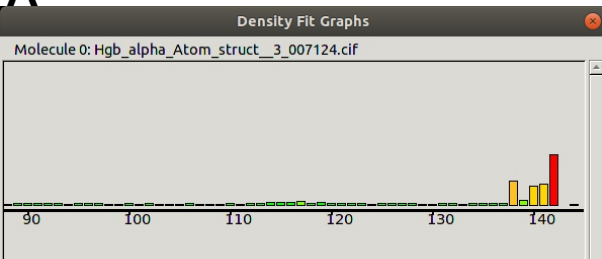 Density Fit Graphs
Molecule 0: Hgb_alpha_Atom_struct__3_007124.cif
90 100 110 120 130 140